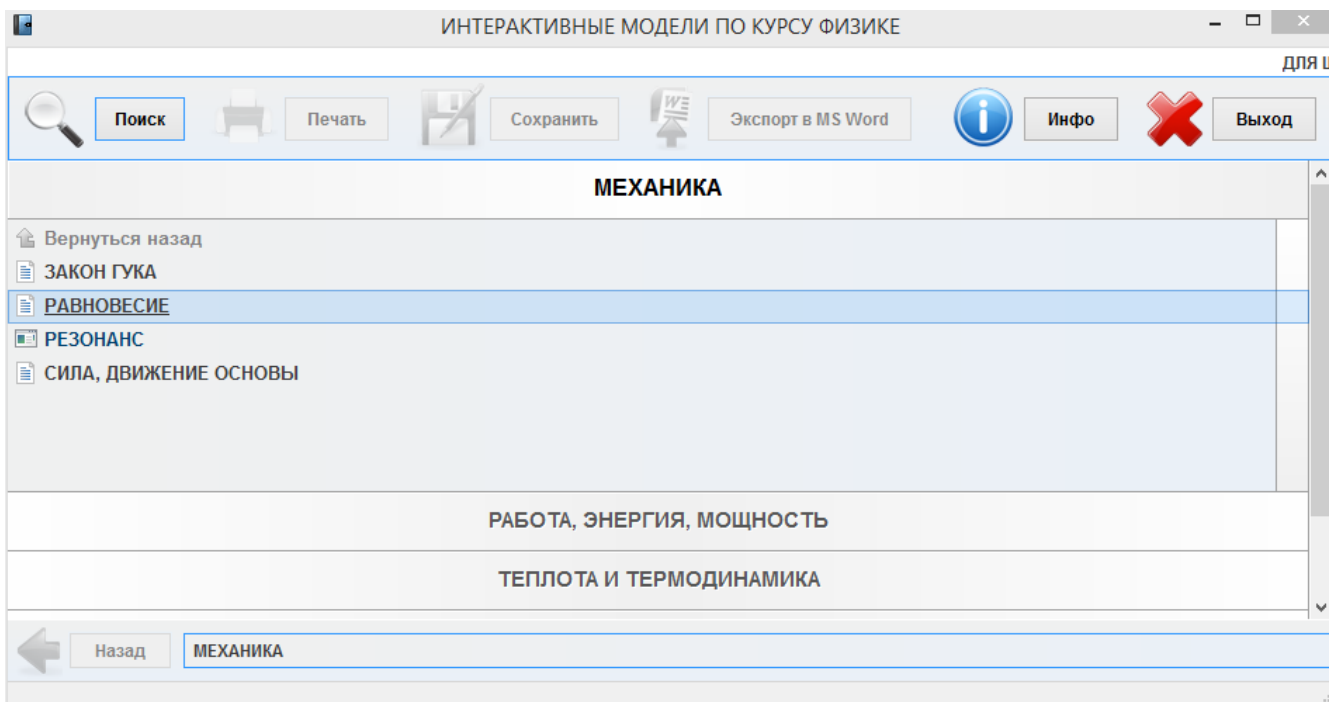 ИНТЕРАКТИВНЫЕ МОДЕЛИ ПО КУРСУ ФИЗИКЕ
ДЛЯ
Поиск Печать Сохранить Экспорт в MS Word Инфо Выход
МЕХАНИКА
Вернуться назад
ЗАКОН ГУКА
РАВНОВЕСИЕ
РЕЗОНАНС
СИЛА, ДВИЖЕНИЕ ОСНОВЫ
РАБОТА, ЭНЕРГИЯ, МОЩНОСТЬ
ТЕПЛОТА И ТЕРМОДИНАМИКА
Назад МЕХАНИКА